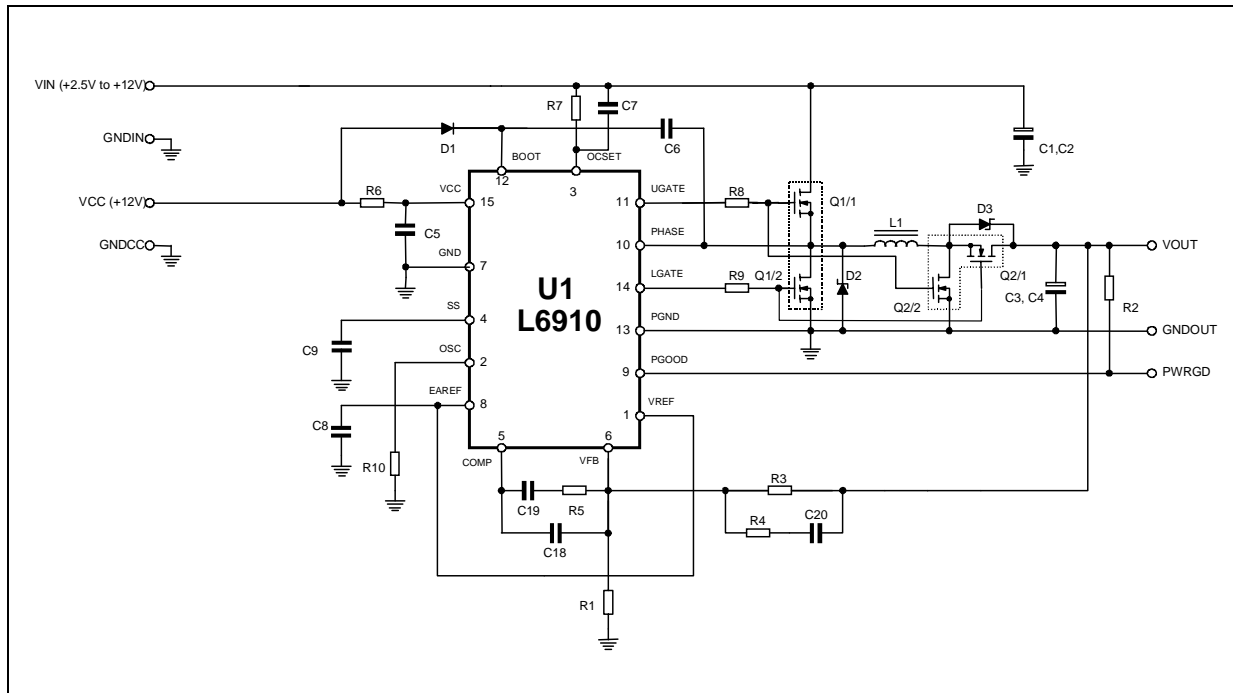 VIN (+2.5V to +12V)
R7
C7
GNDIN
D1
C6
C1,C2
BOOT
OCSET
12
3
R6
VCC
UGATE
R8
Q1/1
VCC (+12V)
15
11
D3
L1
C5
PHASE
GNDCC
GND
10
VOUT
7
LGATE
R9
Q1/2
D2
Q2/1
U1
14
C3, C4
L6910
Q2/2
R2
SS
PGND
4
13
GNDOUT
C9
OSC
PGOOD
2
9
PWRGD
EAREF
VREF
8
1
C8
5
6
R10
COMP
VFB
R3
C19
R5
R4
C20
C18
R1